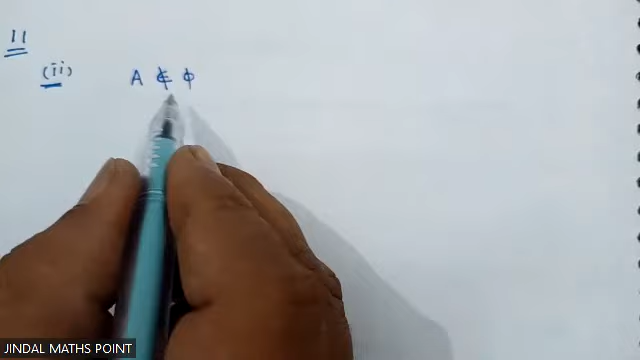 11
(ii) A ∉ φ
JINDAL MATHS POINT